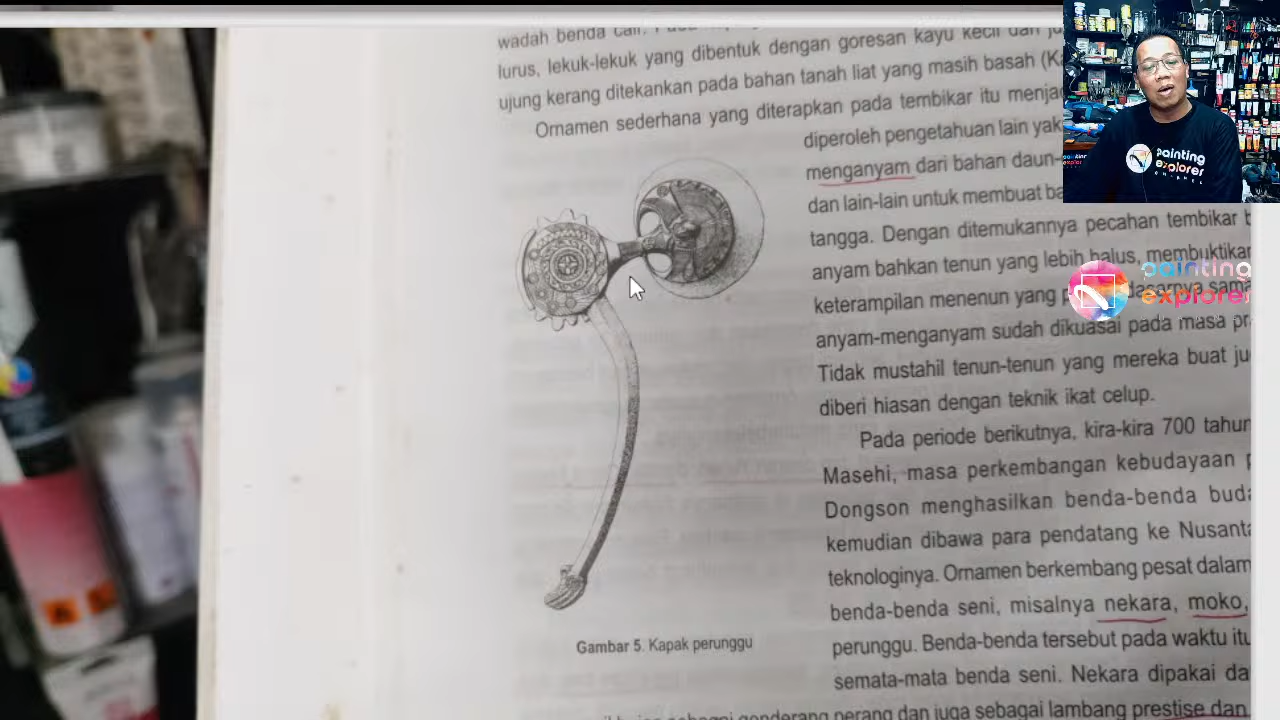 wadah benda cair.
lurus, lekuk-lekuk yang dibentuk dengan goresan kayu kecil dan
ujung kerang ditekankan pada bahan tanah liat yang masih basah
Ornamen sederhana yang diterapkan pada tembikar itu
diperoleh pengetahuan lain
menganyam dari bahan
dan lain-lain untuk membuat
tangga. Dengan ditemukannya pecahan tembikar
anyam bahkan tenun yang lebih halus,
keterampilan menenun yang
anyam-menganyam sudah dikuasai pada masa
Tidak mustahil tenun-tenun yang mereka buat
diberi hiasan dengan teknik ikat celup.
Pada periode berikutnya, kira-kira 700
Masehi, masa perkembangan kebudayaan
Dongson menghasilkan benda-benda
kemudian dibawa para pendatang ke
teknologinya. Ornamen berkembang pesat dalam
benda-benda seni, misalnya nekara, moko,
perunggu. Benda-benda tersebut pada waktu
semata-mata benda seni. Nekara dipakai
genderang perang dan juga sebagai lambang prestise dan
Gambar 5. Kapak perunggu
painting
explorer
CHANNEL
painting
explorer